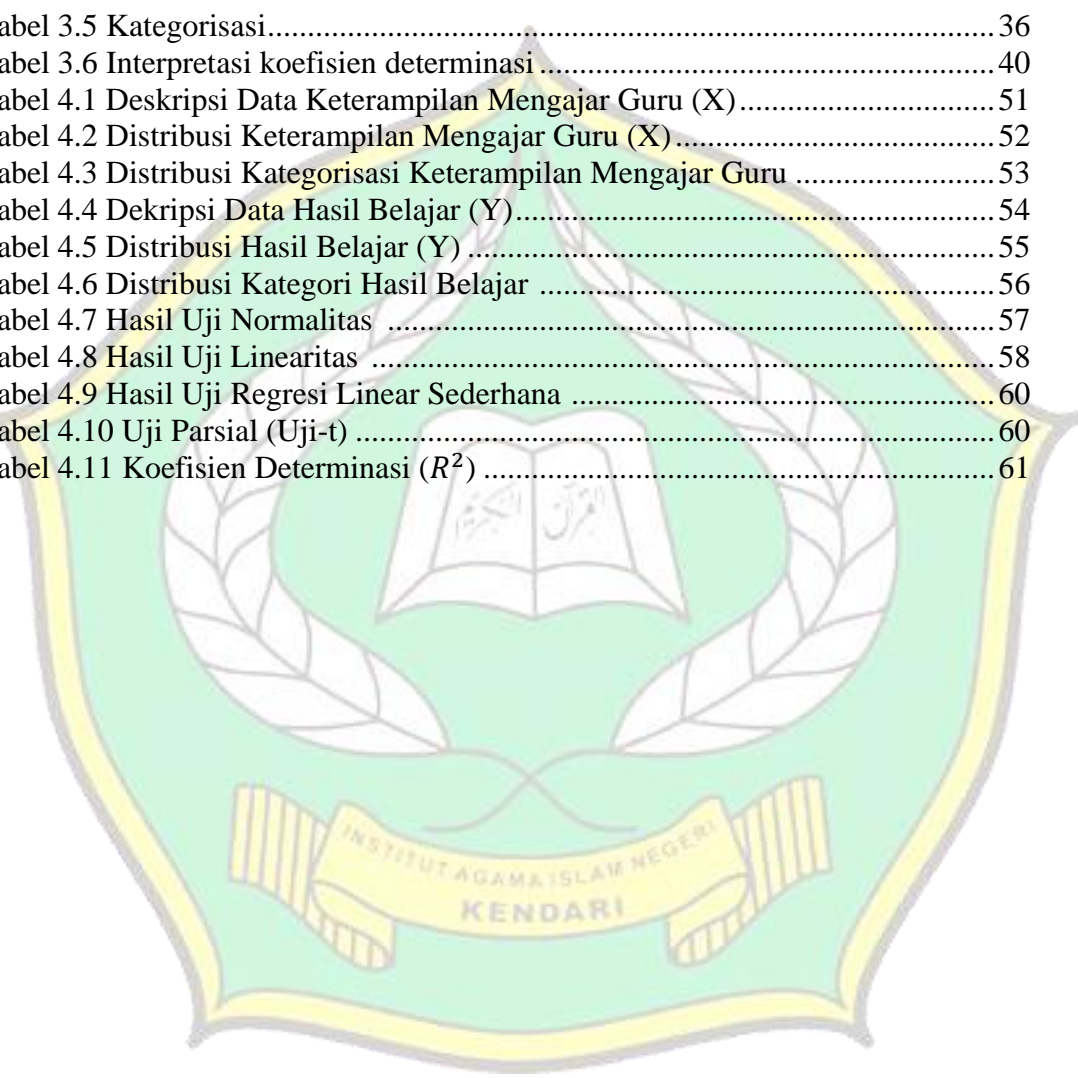 abel 3.5 Kategorisasi........................................................................36
abel 3.6 Interpretasi koefisien determinasi............................................40
abel 4.1 Deskripsi Data Keterampilan Mengajar Guru (X)........................51
abel 4.2 Distribusi Keterampilan Mengajar Guru (X)................................52
abel 4.3 Distribusi Kategorisasi Keterampilan Mengajar Guru ..................53
abel 4.4 Dekripsi Data Hasil Belajar (Y)................................................54
abel 4.5 Distribusi Hasil Belajar (Y) .....................................................55
abel 4.6 Distribusi Kategori Hasil Belajar ..............................................56
abel 4.7 Hasil Uji Normalitas ..............................................................57
abel 4.8 Hasil Uji Linearitas ................................................................58
abel 4.9 Hasil Uji Regresi Linear Sederhana ..........................................60
abel 4.10 Uji Parsial (Uji-t) .................................................................60
abel 4.11 Koefisien Determinasi (R²) ....................................................61
القرآن الكريم
INSTITUT AGAMA ISLAM NEGERI
KENDARI